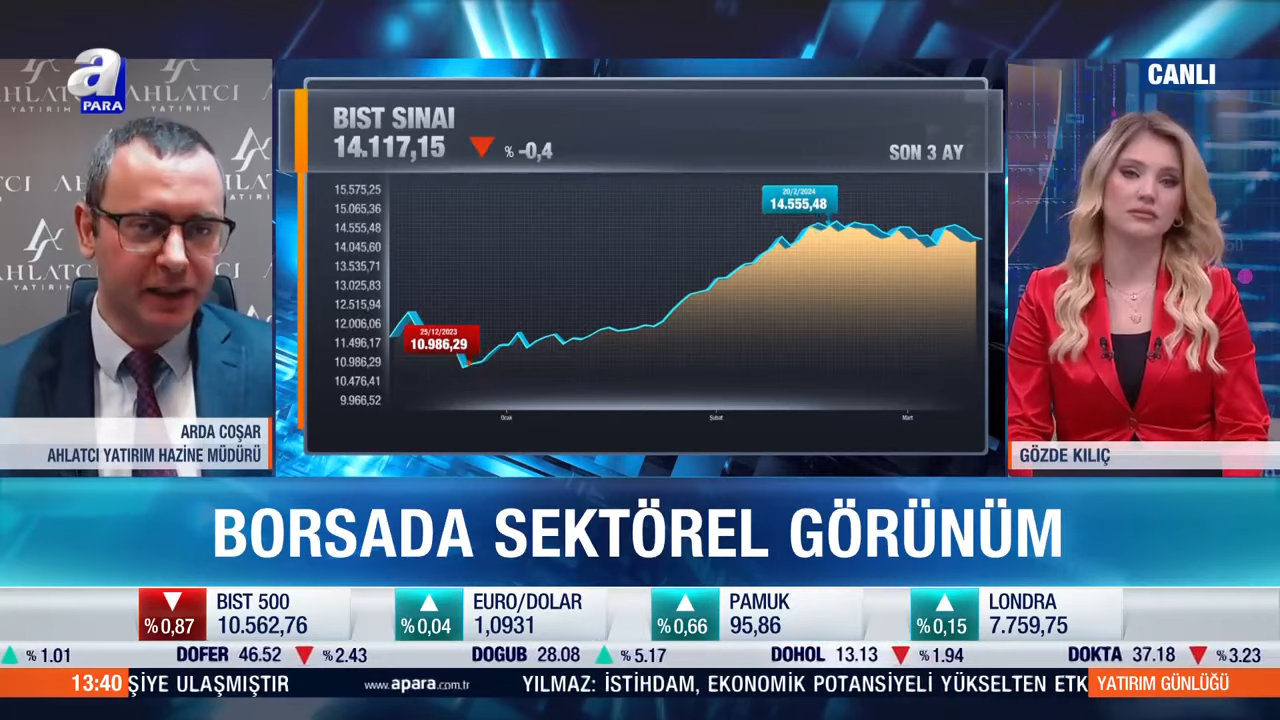 a
PARA
AHLATCI
YATIRIM
CANLI
BIST SINAI
14.117,15
% -0,4
SON 3 AY
15.575,25
15.065,36
14.555,48
14.045,60
13.535,71
13.025,83
12.515,94
12.006,06
11.496,17
10.986,29
10.476,41
9.966,52
20/2/2024
14.555,48
25/12/2023
10.986,29
Ocak
Şubat
Mart
ARDA COŞAR
AHLATCI YATIRIM HAZİNE MÜDÜRÜ
GÖZDE KILIÇ
BORSADA SEKTÖREL GÖRÜNÜM
% 0,87 BIST 500 10.562,76
% 0,04 EURO/DOLAR 1,0931
% 0,66 PAMUK 95,86
% 0,15 LONDRA 7.759,75
% 1.01 DOFER 46.52 % 2.43 DOGUB 28.08 % 5.17 DOHOL 13.13 % 1.94 DOKTA 37.18 % 3.23
13:40 ŞİYE ULAŞMIŞTIR www.apara.com.tr YILMAZ: İSTİHDAM, EKONOMİK POTANSİYELİ YÜKSELTEN ETK YATIRIM GÜNLÜĞÜ